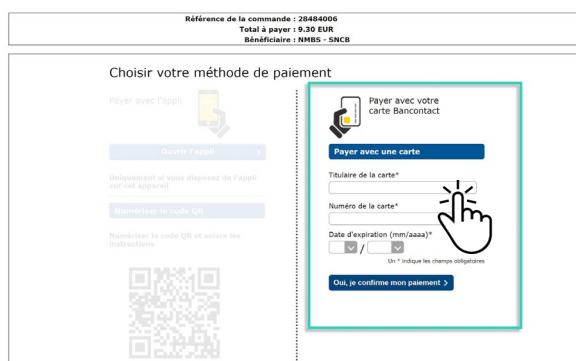 Référence de la commande : 28484006
Total à payer : 9.30 EUR
Bénéficiaire : NMBS - SNCB
Choisir votre méthode de paiement
Payer avec l'appli
Ouvrir l'appli
Uniquement si vous disposez de l'appli
sur cet appareil
Numériser le code QR
Numériser le code QR et suivre les
instructions
Payer avec votre
carte Bancontact
Payer avec une carte
Titulaire de la carte*
Numéro de la carte*
Date d'expiration (mm/aaaa)*
/
Un * indique les champs obligatoires
Oui, je confirme mon paiement >